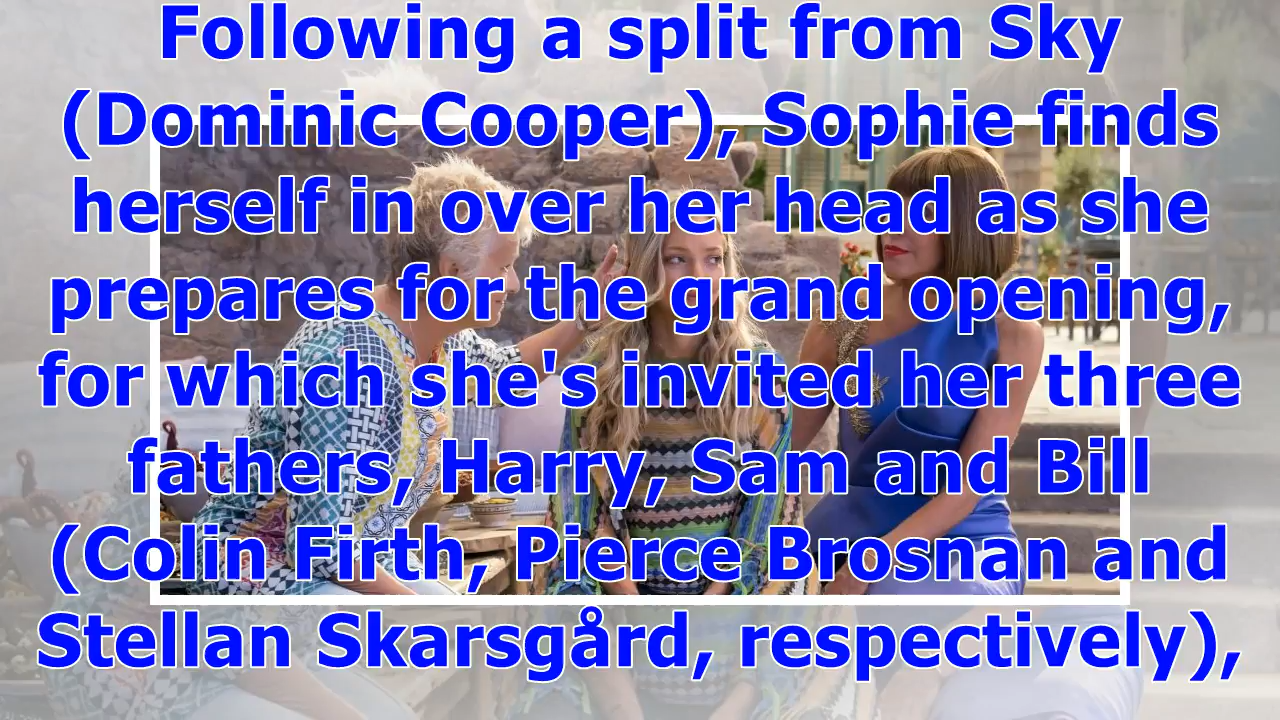 Following a split from Sky
(Dominic Cooper), Sophie finds
herself in over her head as she
prepares for the grand opening,
for which she's invited her three
fathers, Harry, Sam and Bill
(Colin Firth, Pierce Brosnan and
Stellan Skarsgård, respectively),